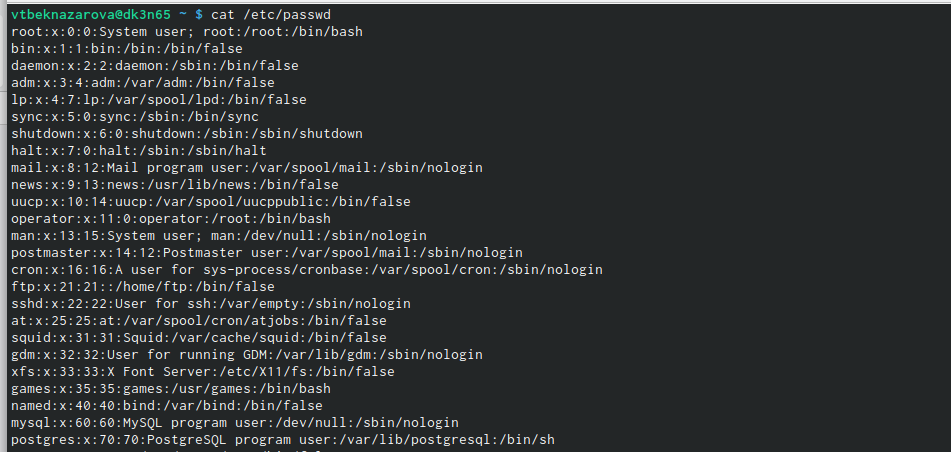 vtbeknazarova@dk3n65 ~ $ cat /etc/passwd
root:x:0:0:System user; root:/root:/bin/bash
bin:x:1:1:bin:/bin:/bin/false
daemon:x:2:2:daemon:/sbin:/bin/false
adm:x:3:4:adm:/var/adm:/bin/false
lp:x:4:7:lp:/var/spool/lpd:/bin/false
sync:x:5:0:sync:/sbin:/bin/sync
shutdown:x:6:0:shutdown:/sbin:/sbin/shutdown
halt:x:7:0:halt:/sbin:/sbin/halt
mail:x:8:12:Mail program user:/var/spool/mail:/sbin/nologin
news:x:9:13:news:/usr/lib/news:/bin/false
uucp:x:10:14:uucp:/var/spool/uucppublic:/bin/false
operator:x:11:0:operator:/root:/bin/bash
man:x:13:15:System user; man:/dev/null:/sbin/nologin
postmaster:x:14:12:Postmaster user:/var/spool/mail:/sbin/nologin
cron:x:16:16:A user for sys-process/cronbase:/var/spool/cron:/sbin/nologin
ftp:x:21:21::/home/ftp:/bin/false
sshd:x:22:22:User for ssh:/var/empty:/sbin/nologin
at:x:25:25:at:/var/spool/cron/atjobs:/bin/false
squid:x:31:31:Squid:/var/cache/squid:/bin/false
gdm:x:32:32:User for running GDM:/var/lib/gdm:/sbin/nologin
xfs:x:33:33:X Font Server:/etc/X11/fs:/bin/false
games:x:35:35:games:/usr/games:/bin/bash
named:x:40:40:bind:/var/bind:/bin/false
mysql:x:60:60:MySQL program user:/dev/null:/sbin/nologin
postgres:x:70:70:PostgreSQL program user:/var/lib/postgresql:/bin/sh